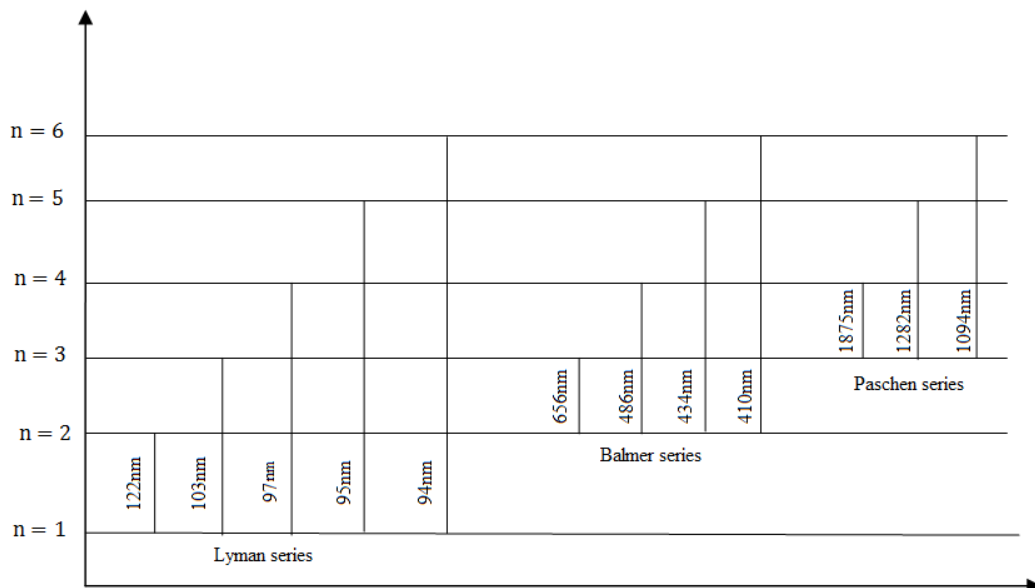 n = 6
n = 5
n = 4
n = 3
n = 2
n = 1
122nm
103nm
97nm
95nm
94nm
Lyman series
656nm
486nm
434nm
410nm
Balmer series
1875nm
1282nm
1094nm
Paschen series